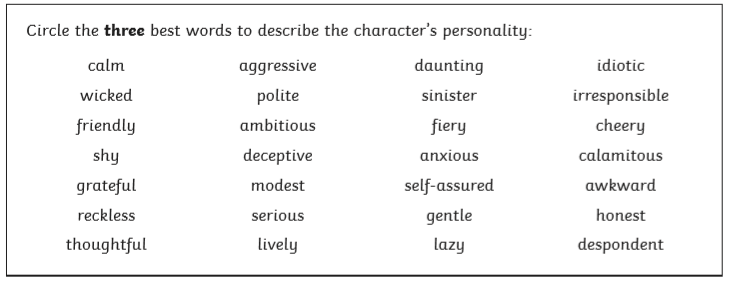 Circle the three best words to describe the character's personality:
calm aggressive daunting idiotic
wicked polite sinister irresponsible
friendly ambitious fiery cheery
shy deceptive anxious calamitous
grateful modest self-assured awkward
reckless serious gentle honest
thoughtful lively lazy despondent